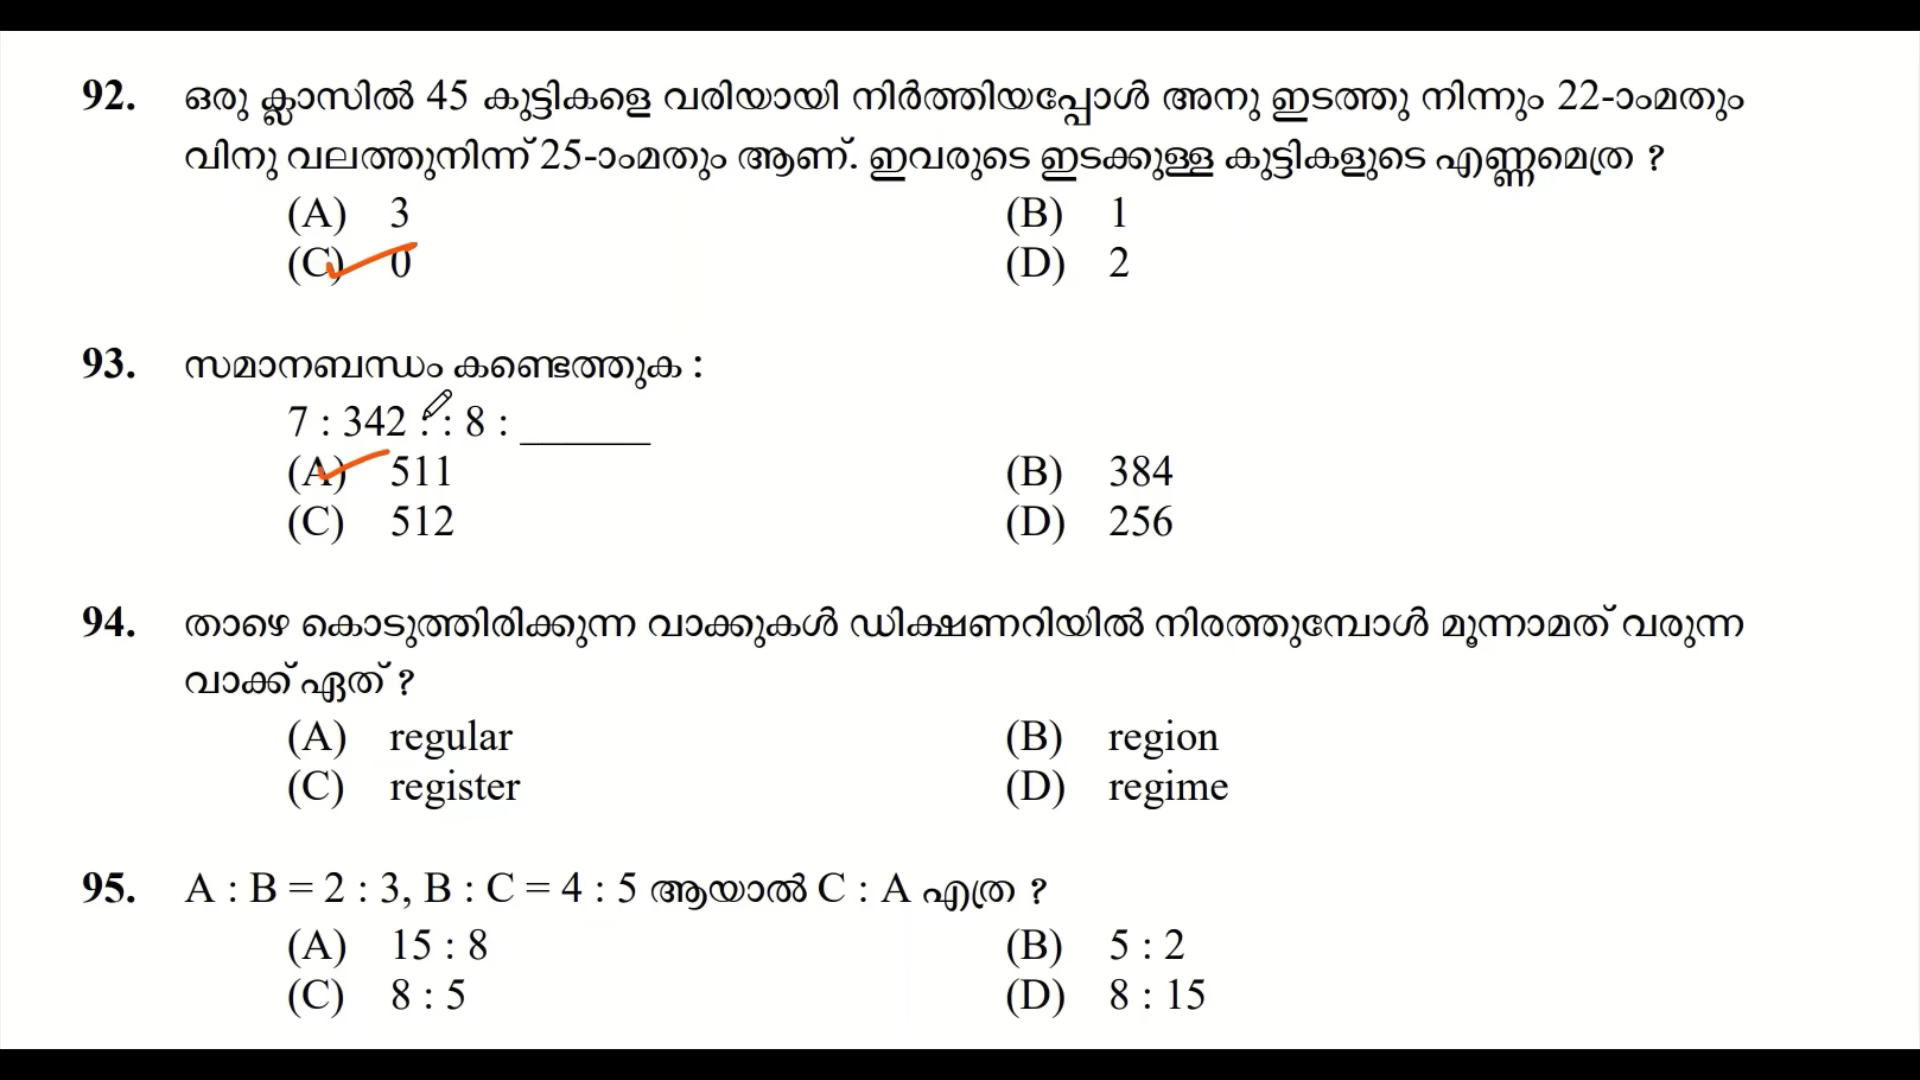 92. ഒരു ക്ലാസിൽ 45 കുട്ടികളെ വരിയായി നിർത്തിയപ്പോൾ അനു ഇടത്തു നിന്നും 22-ാംമതും
വിനു വലത്തുനിന്ന് 25-ാംമതും ആണ്. ഇവരുടെ ഇടക്കുള്ള കുട്ടികളുടെ എണ്ണമെത്ര ?
(A) 3 (B) 1
(C) 0 (D) 2
93. സമാനബന്ധം കണ്ടെത്തുക :
7 : 342 : : 8 : ______
(A) 511 (B) 384
(C) 512 (D) 256
94. താഴെ കൊടുത്തിരിക്കുന്ന വാക്കുകൾ ഡിക്ഷണറിയിൽ നിരത്തുമ്പോൾ മൂന്നാമത് വരുന്ന
വാക്ക് ഏത് ?
(A) regular (B) region
(C) register (D) regime
95. A : B = 2 : 3, B : C = 4 : 5 ആയാൽ C : A എത്ര ?
(A) 15 : 8 (B) 5 : 2
(C) 8 : 5 (D) 8 : 15